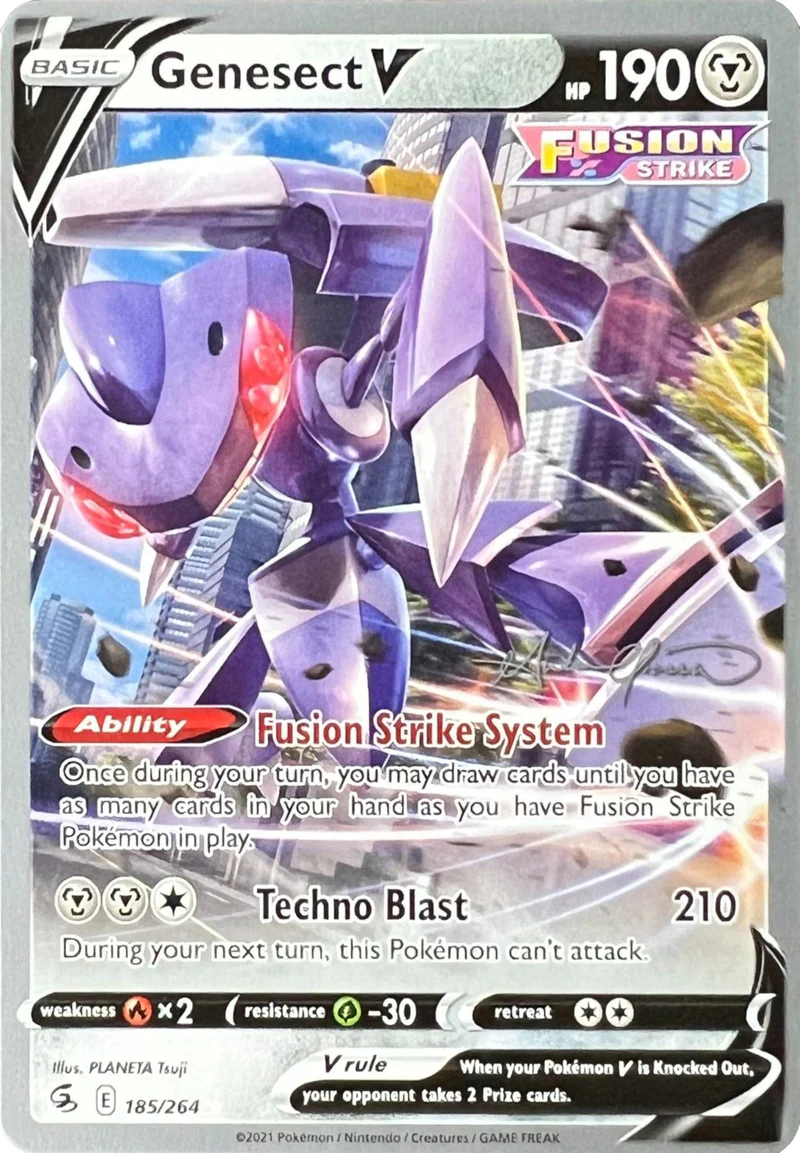 BASIC Genesect V HP 190
FUSION
STRIKE
Ability Fusion Strike System
Once during your turn, you may draw cards until you have
as many cards in your hand as you have Fusion Strike
Pokémon in play.
Techno Blast 210
During your next turn, this Pokémon can't attack.
weakness ×2 resistance -30 retreat
Illus. PLANETA Tsuji
V rule When your Pokémon V is Knocked Out,
your opponent takes 2 Prize cards.
E 185/264
©2021 Pokémon / Nintendo / Creatures / GAME FREAK